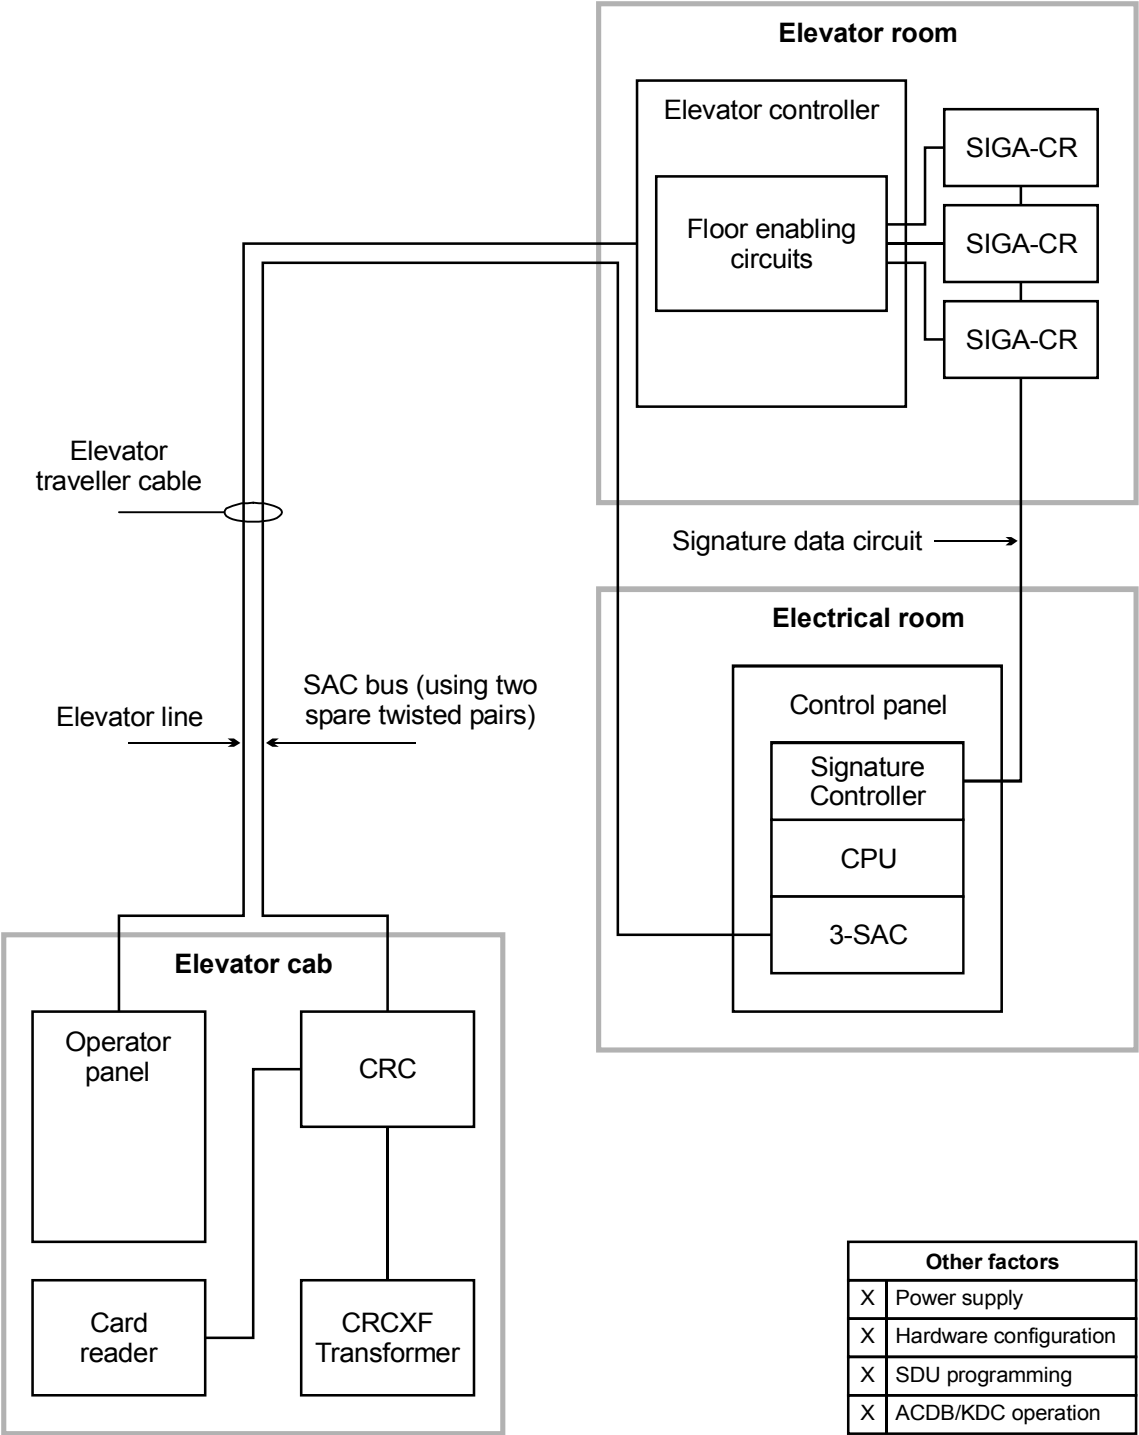 Elevator room
Elevator controller
SIGA-CR
Floor enabling
circuits
SIGA-CR
SIGA-CR
Elevator
traveller cable
Signature data circuit
Electrical room
SAC bus (using two
spare twisted pairs)
Elevator line
Control panel
Signature
Controller
CPU
3-SAC
Elevator cab
Operator
panel
CRC
Card
reader
CRCXF
Transformer
Other factors
X Power supply
X Hardware configuration
X SDU programming
X ACDB/KDC operation